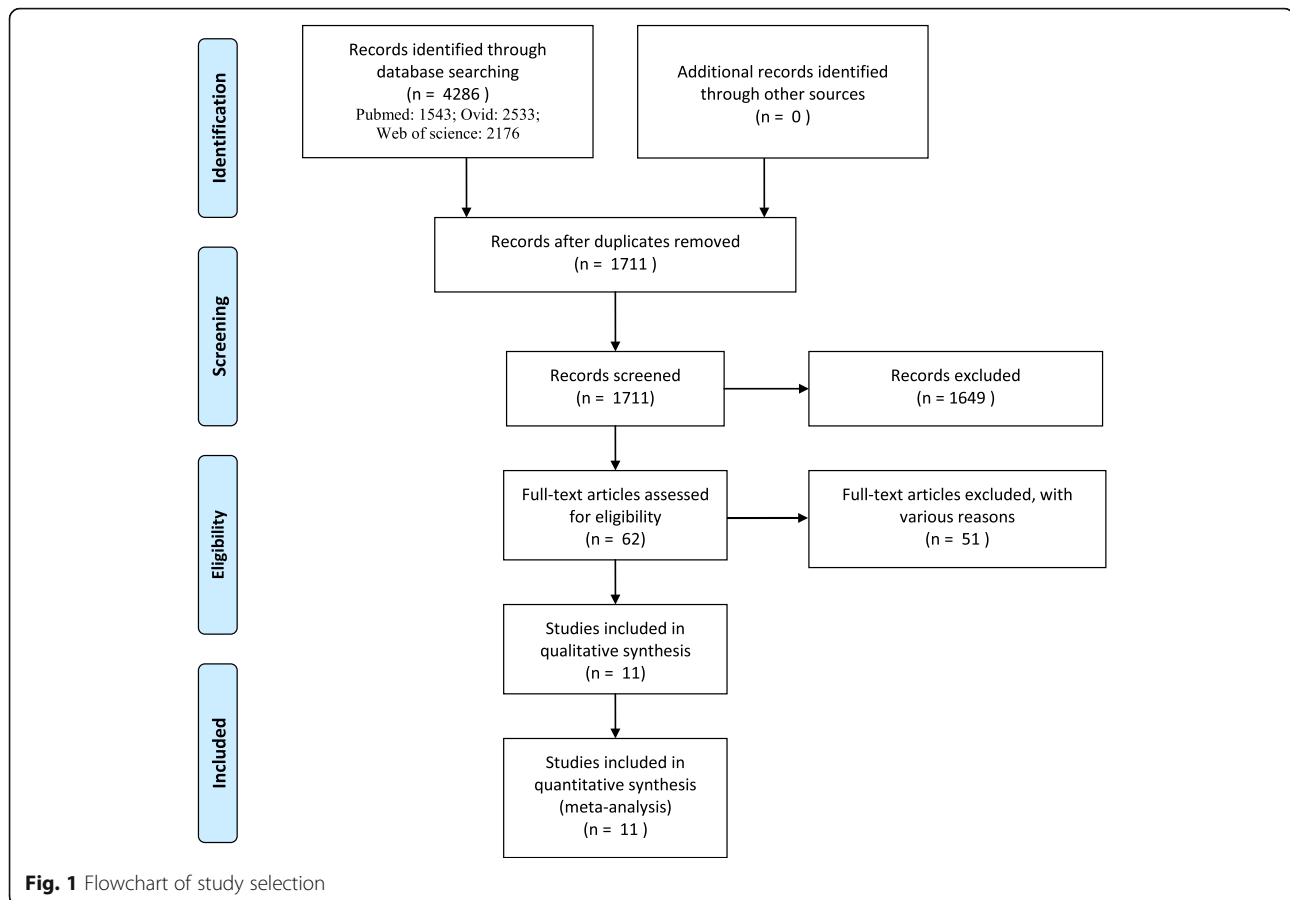 Identification
Records identified through
database searching
(n = 4286 )
Pubmed: 1543; Ovid: 2533;
Web of science: 2176
Additional records identified
through other sources
(n = 0 )
Records after duplicates removed
(n = 1711 )
Screening
Records screened
(n = 1711)
Records excluded
(n = 1649 )
Eligibility
Full-text articles assessed
for eligibility
(n = 62)
Full-text articles excluded, with
various reasons
(n = 51 )
Studies included in
qualitative synthesis
(n = 11)
Included
Studies included in
quantitative synthesis
(meta-analysis)
(n = 11 )
Fig. 1 Flowchart of study selection